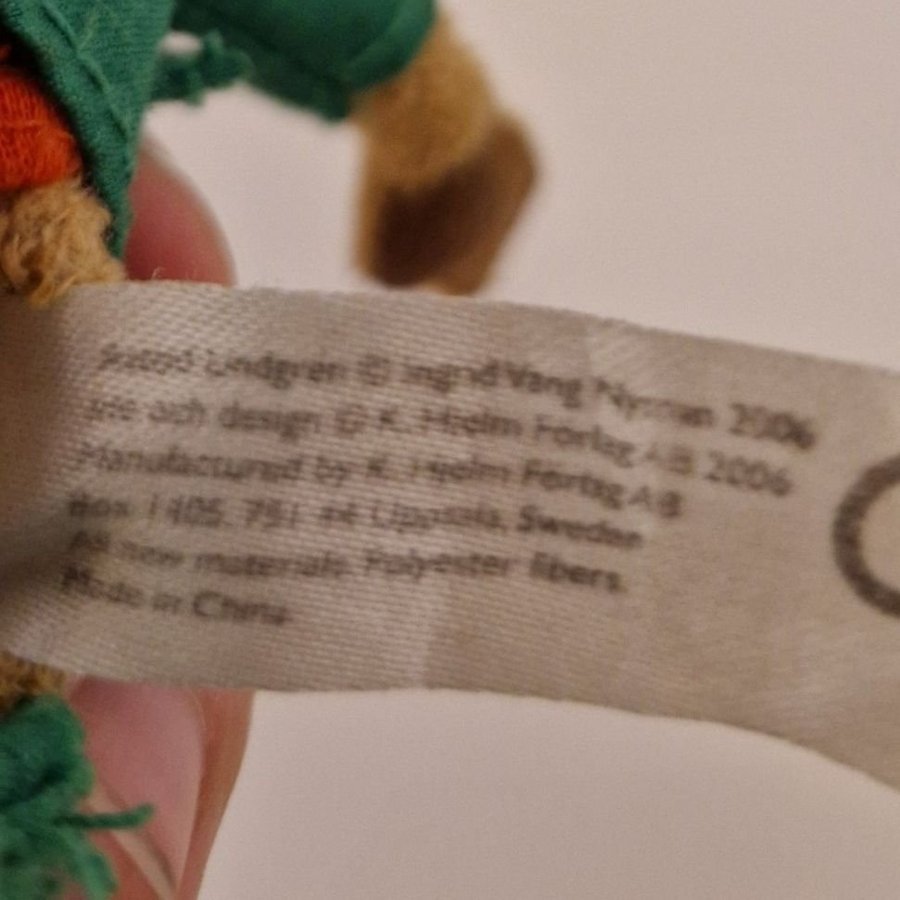 Astrid Lindgren © Ingrid Vang Nyman 2006
och design © K. Hjelm Förlag AB 2006
Manufactured by K. Hjelm Förlag AB
Box 1405, 751 44 Uppsala, Sweden
All new materials. Polyester fibers.
Made in China